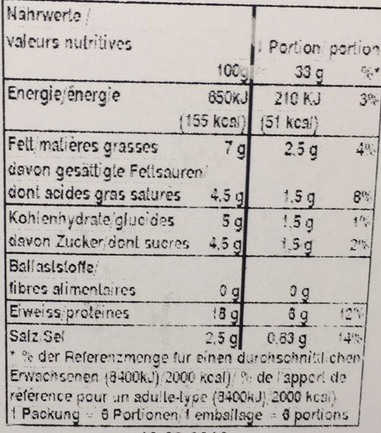 Nährwerte /
valeurs nutritives 1 Portion/portion
100g 33 g %*
Energie/énergie 650kJ 210 KJ 3%
(155 kcal) (51 kcal)
Fett/matières grasses 7 g 2,5 g 4%
davon gesättigte Fettsäuren/
dont acides gras saturés 4,5 g 1,5 g 8%
Kohlenhydrate/glucides 5 g 1,5 g 1%
davon Zucker/dont sucres 4,5 g 1,5 g 2%
Ballaststoffe/
fibres alimentaires 0 g 0 g
Eiweiss/protéines 18 g 6 g 12%
Salz/Sel 2,5 g 0,83 g 14%
* % der Referenzmenge für einen durchschnittlichen
Erwachsenen (8400kJ/2000 kcal)/ % de l'apport de
référence pour un adulte-type (8400kJ/2000 kcal)
1 Packung = 6 Portionen/1 emballage = 6 portions